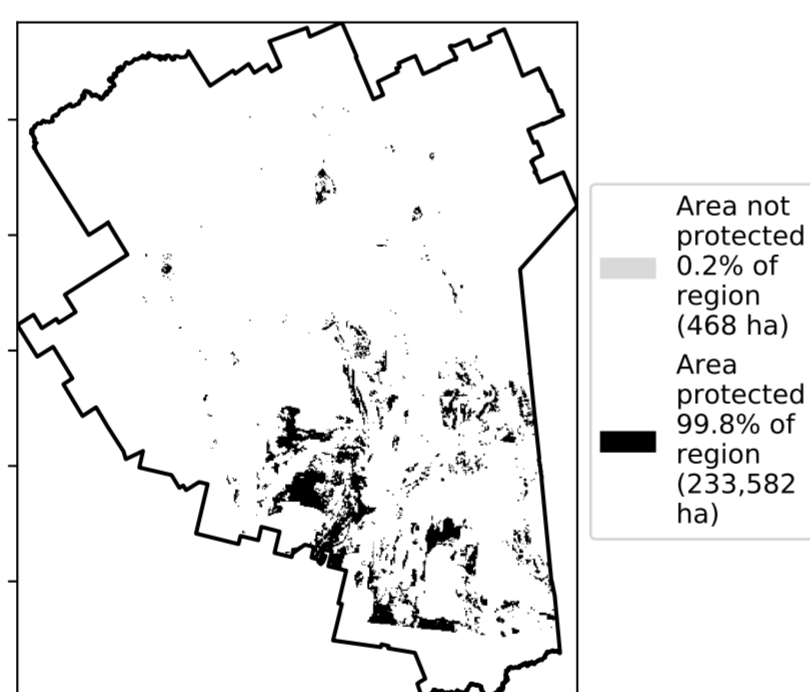 Area not
protected
0.2% of
region
(468 ha)
Area
protected
99.8% of
region
(233,582
ha)